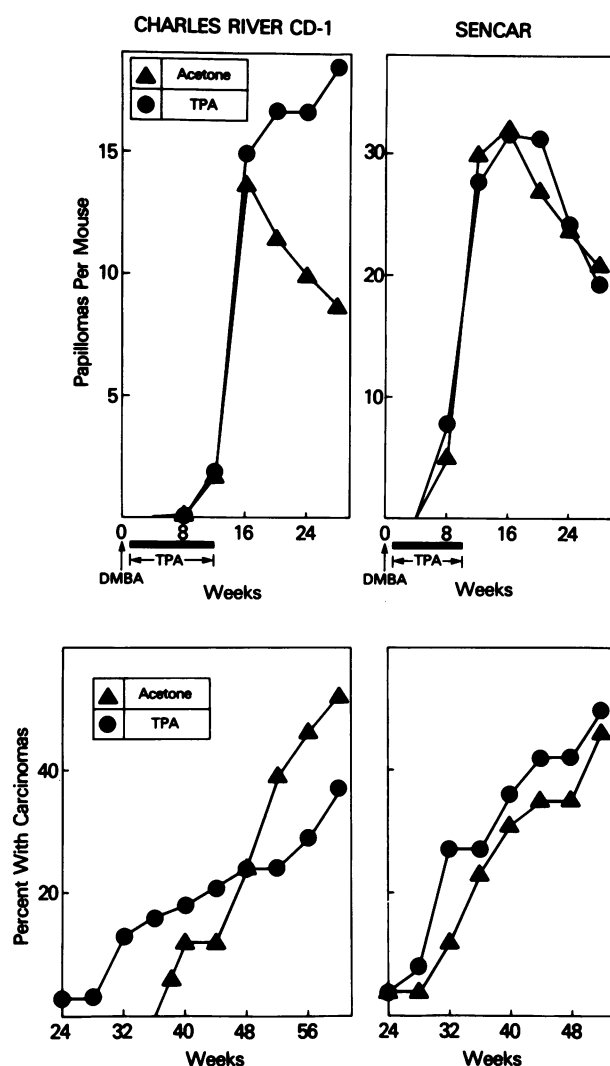 CHARLES RIVER CD-1
SENCAR
Acetone
TPA
Papillomas Per Mouse
15
10
5
30
20
10
0 8 16 24
0 8 16 24
TPA
DMBA
Weeks
TPA
DMBA
Weeks
Acetone
TPA
Percent With Carcinomas
40
20
24 32 40 48 56
24 32 40 48
Weeks
Weeks